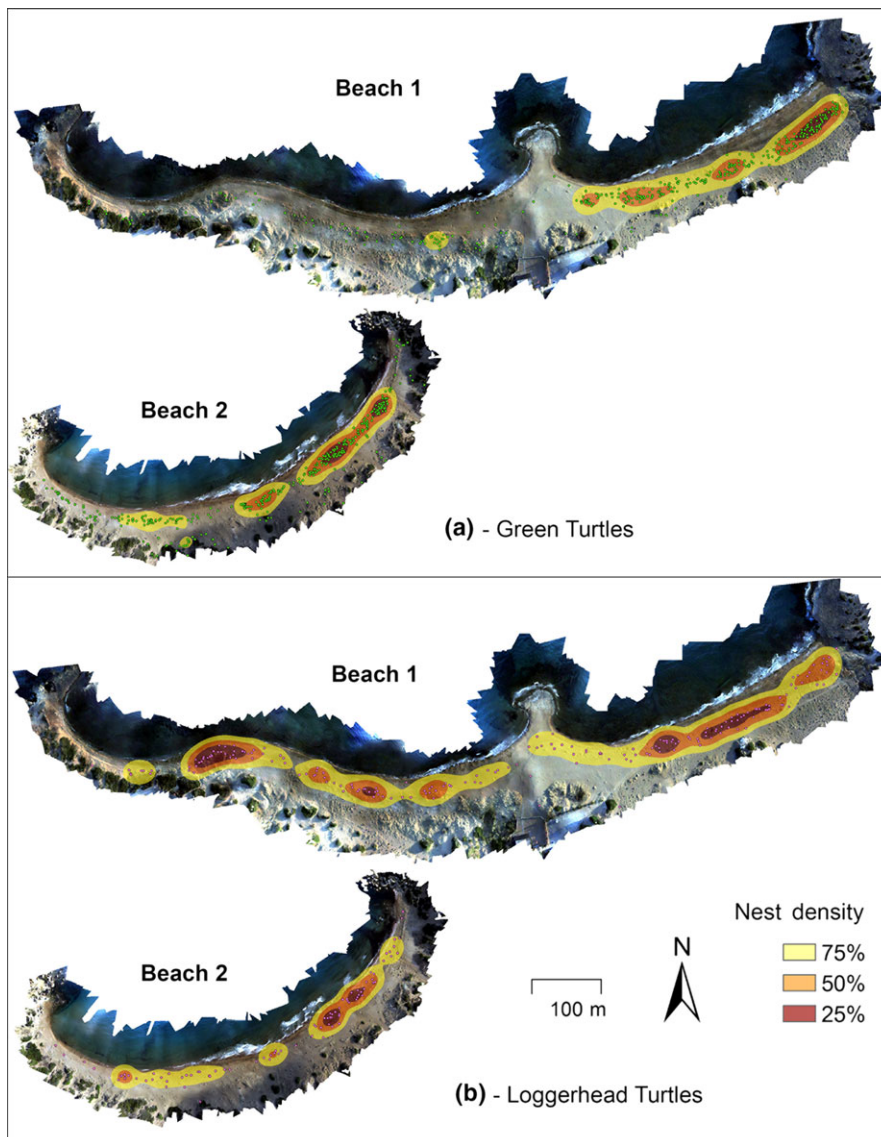 Beach 1
Beach 2
(a) - Green Turtles
Beach 1
Beach 2
Nest density
75%
50%
25%
N
100 m
(b) - Loggerhead Turtles